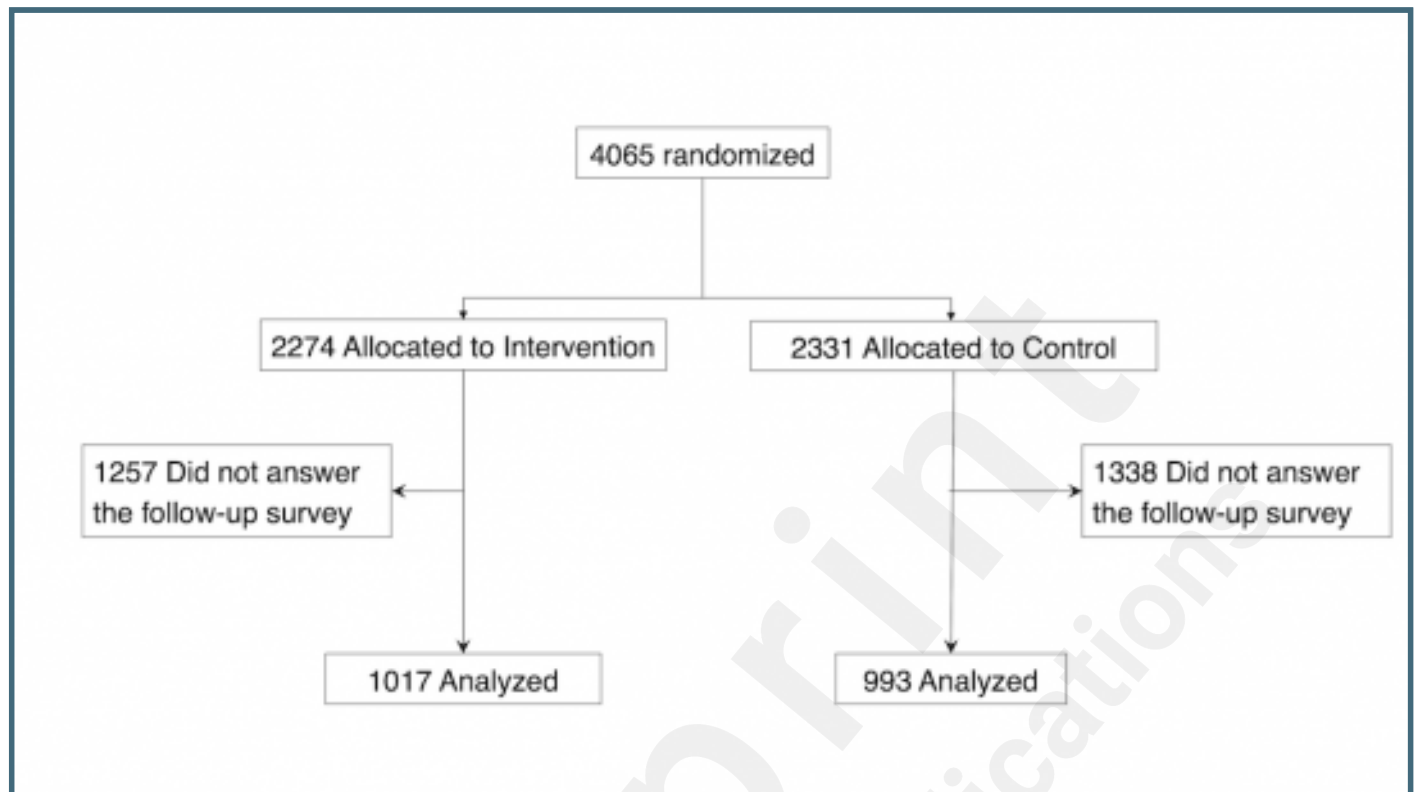 4065 randomized
2274 Allocated to Intervention
2331 Allocated to Control
1257 Did not answer
the follow-up survey
1338 Did not answer
the follow-up survey
1017 Analyzed
993 Analyzed